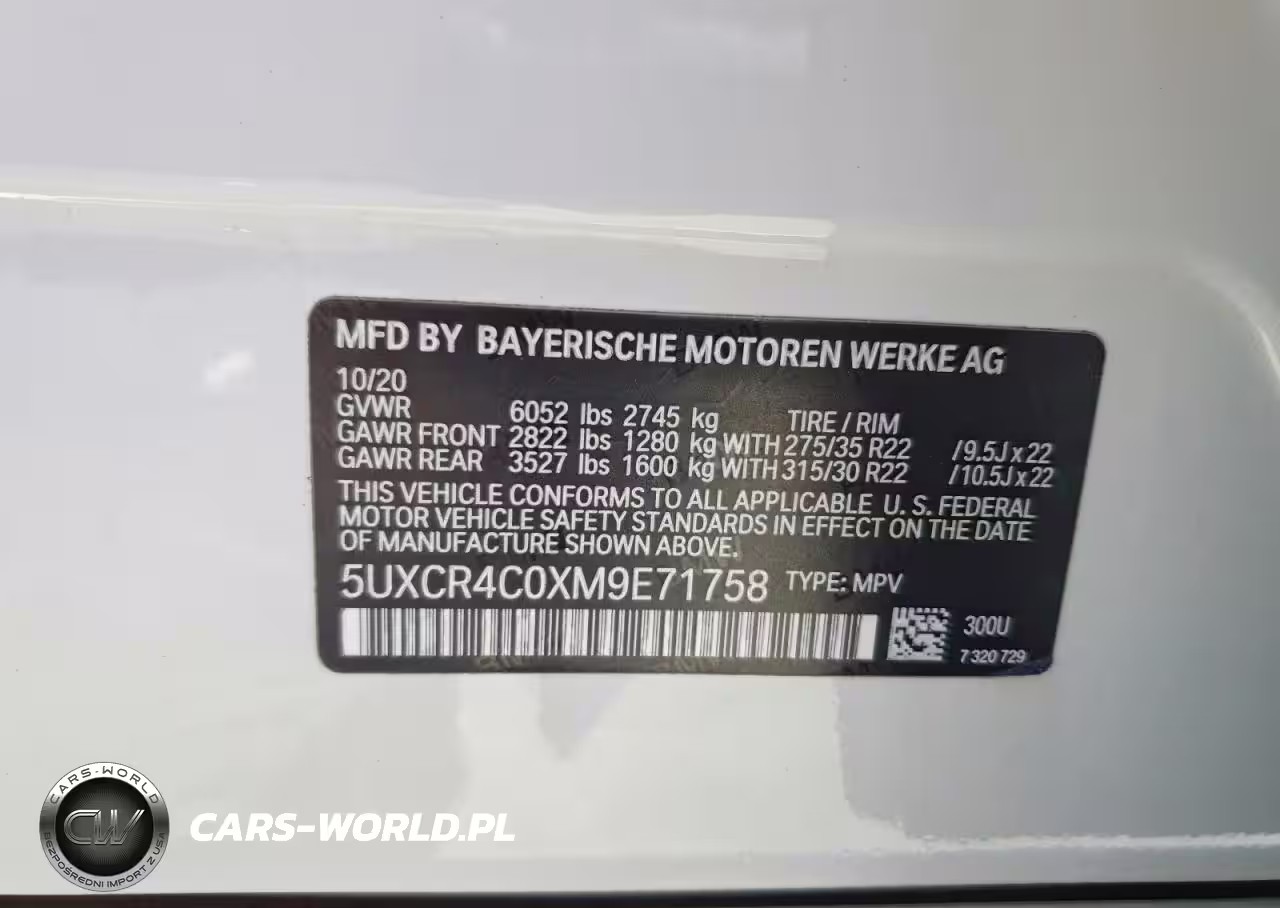 MFD BY BAYERISCHE MOTOREN WERKE AG
10/20
GVWR 6052 lbs 2745 kg TIRE / RIM
GAWR FRONT 2822 lbs 1280 kg WITH 275/35 R22 /9.5J x 22
GAWR REAR 3527 lbs 1600 kg WITH 315/30 R22 /10.5J x 22
THIS VEHICLE CONFORMS TO ALL APPLICABLE U. S. FEDERAL
MOTOR VEHICLE SAFETY STANDARDS IN EFFECT ON THE DATE
OF MANUFACTURE SHOWN ABOVE.
5UXCR4C0XM9E71758 TYPE: MPV
300U
7 320 729
CARS-WORLD
CW
BEZPOŚREDNI IMPORT Z USA
CARS-WORLD.PL